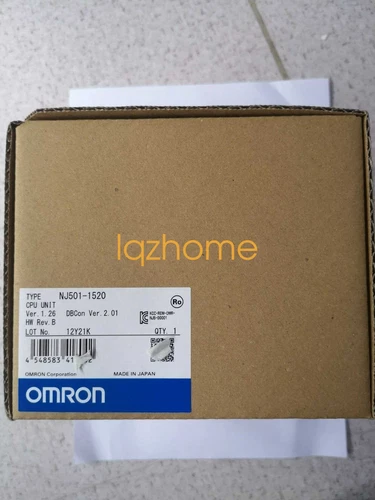 lqzhome
TYPE NJ501-1520
CPU UNIT
Ver. 1.26 DBCon Ver. 2.01
HW Rev. B
LOT No. 12Y21K QTY. 1
Ro
4 548583 41
OMRON Corporation MADE IN JAPAN
OMRON